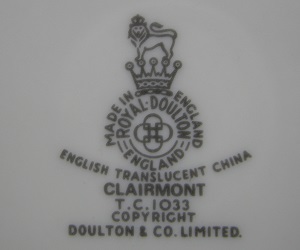 MADE IN ENGLAND
ROYAL·DOULTON
ENGLAND
ENGLISH TRANSLUCENT CHINA
CLAIRMONT
T.C.1033
COPYRIGHT
DOULTON & CO. LIMITED.